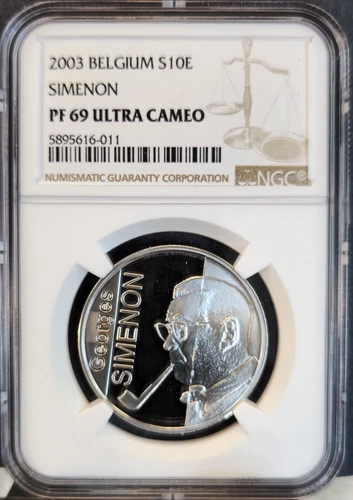 2003 BELGIUM S10E
SIMENON
PF 69 ULTRA CAMEO
5895616-011
NUMISMATIC GUARANTY CORPORATION
NGC®
Georges
SIMENON